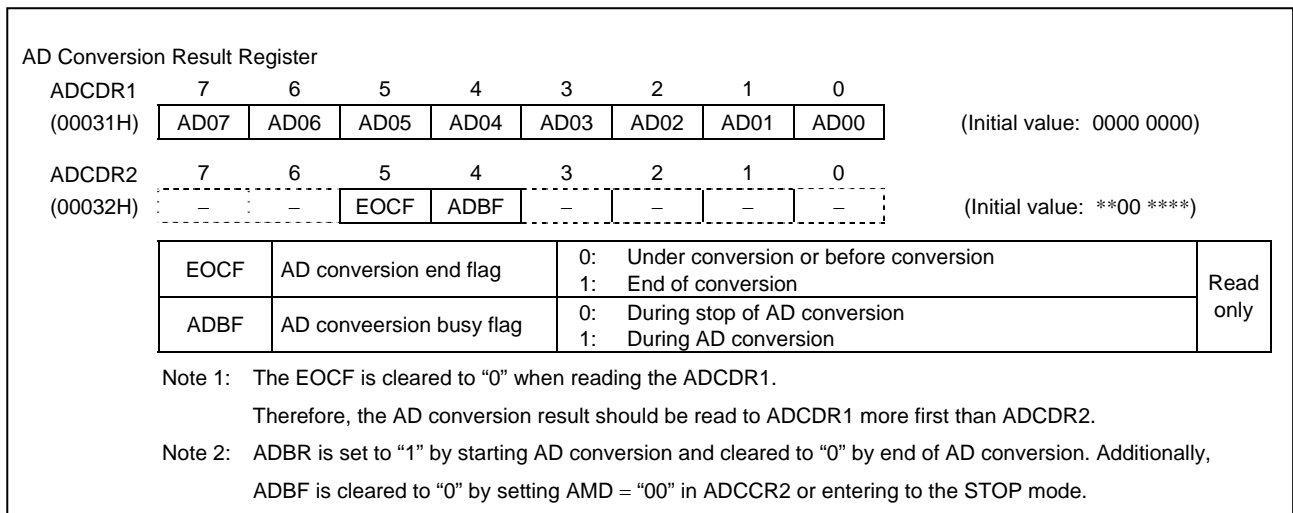 AD Conversion Result Register
ADCDR1 7 6 5 4 3 2 1 0
(00031H) AD07 AD06 AD05 AD04 AD03 AD02 AD01 AD00 (Initial value: 0000 0000)
ADCDR2 7 6 5 4 3 2 1 0
(00032H) – – EOCF ADBF – – – – (Initial value: **00 ****)
EOCF AD conversion end flag 0: Under conversion or before conversion
1: End of conversion
ADBF AD conveersion busy flag 0: During stop of AD conversion
1: During AD conversion
Read only
Note 1: The EOCF is cleared to “0” when reading the ADCDR1.
Therefore, the AD conversion result should be read to ADCDR1 more first than ADCDR2.
Note 2: ADBR is set to “1” by starting AD conversion and cleared to “0” by end of AD conversion. Additionally,
ADBF is cleared to “0” by setting AMD = “00” in ADCCR2 or entering to the STOP mode.